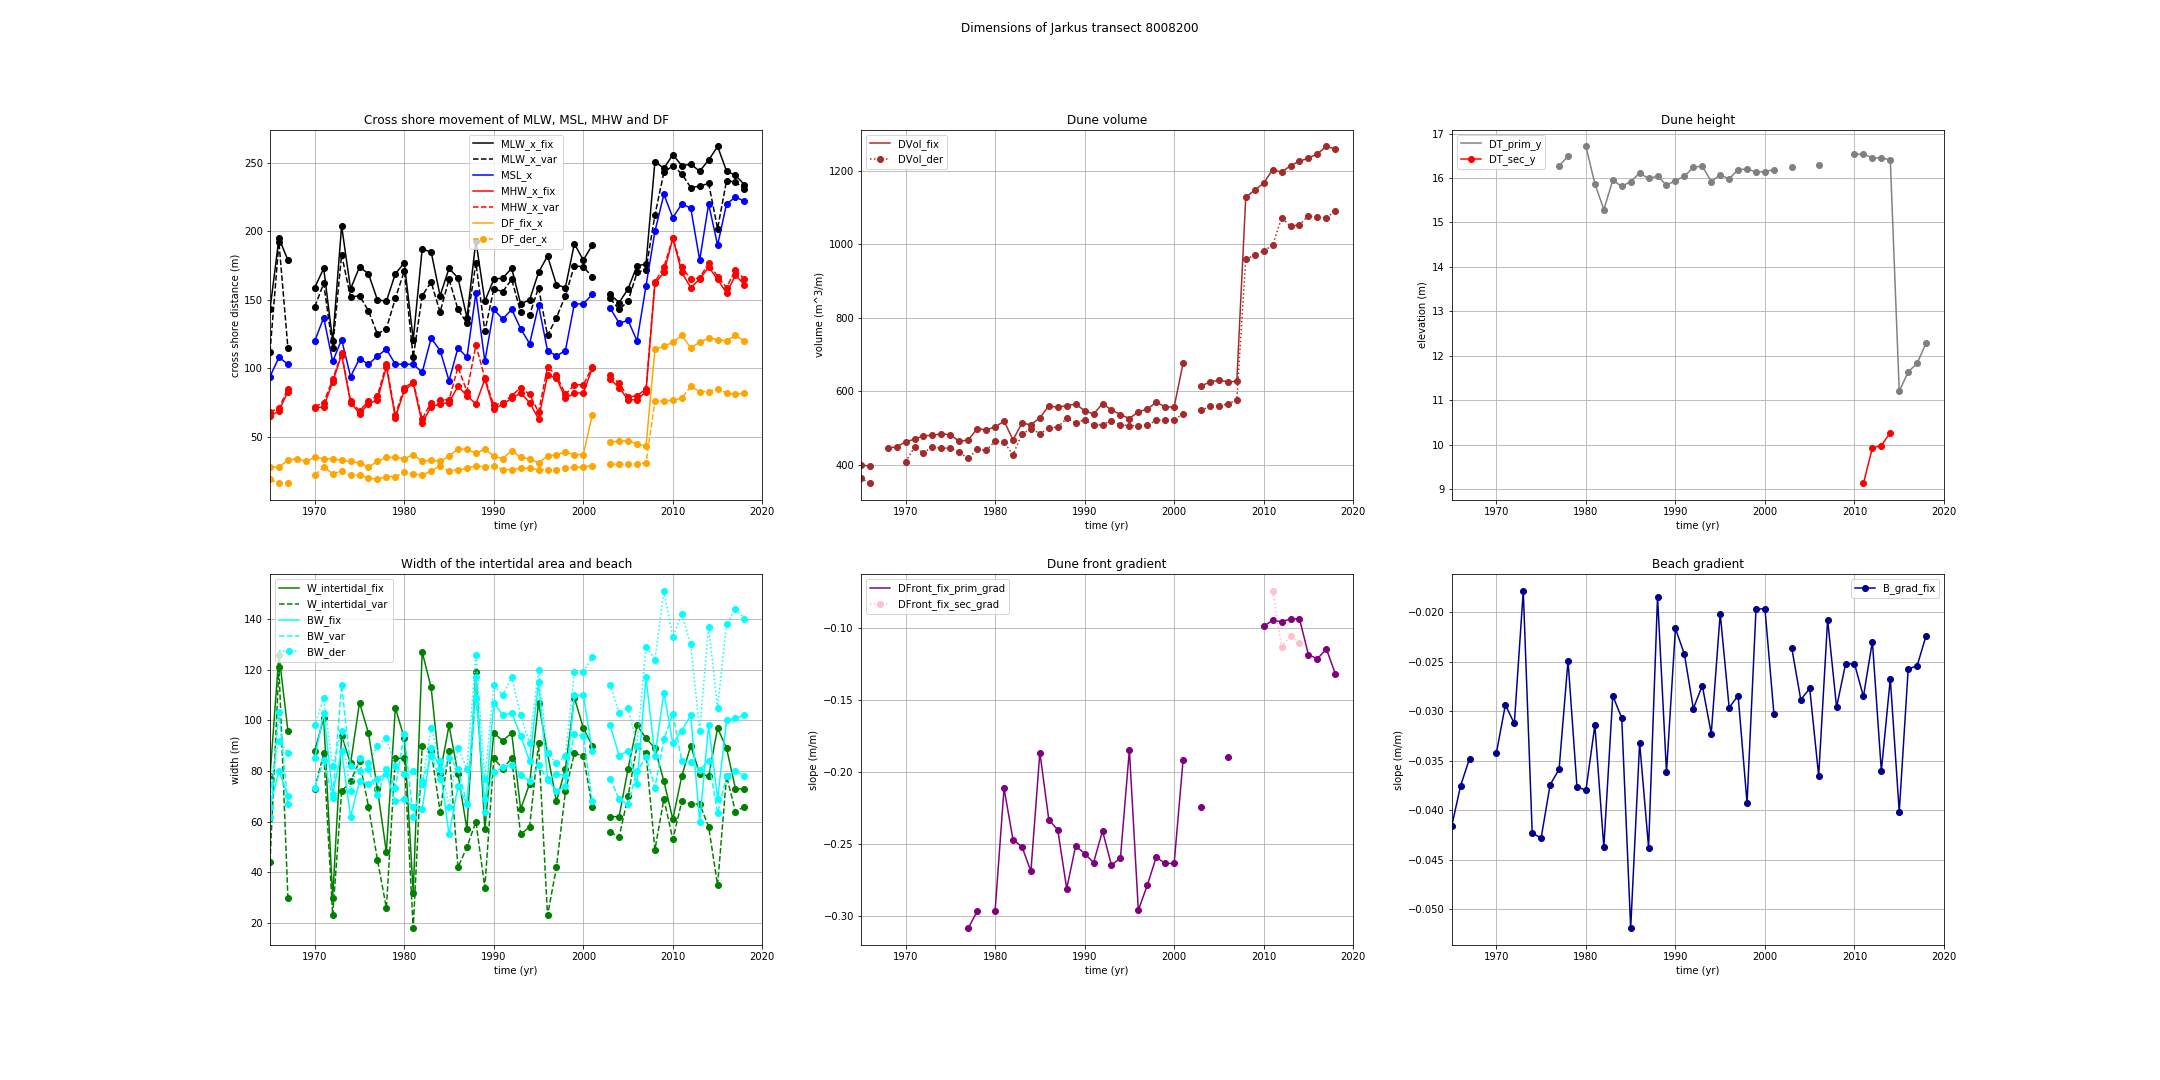 Dimensions of Jarkus transect 8008200
Cross shore movement of MLW, MSL, MHW and DF
MLW_x_fix
MLW_x_var
MSL_x
MHW_x_fix
MHW_x_var
DF_fix_x
DF_der_x
cross shore distance (m)
250
200
150
100
50
1970 1980 1990 2000 2010 2020
time (yr)
Dune volume
DVol_fix
DVol_der
volume (m^3/m)
1200
1000
800
600
400
1970 1980 1990 2000 2010 2020
time (yr)
Dune height
DT_prim_y
DT_sec_y
elevation (m)
17
16
15
14
13
12
11
10
9
1970 1980 1990 2000 2010 2020
time (yr)
Width of the intertidal area and beach
W_intertidal_fix
W_intertidal_var
BW_fix
BW_var
BW_der
width (m)
140
120
100
80
60
40
20
1970 1980 1990 2000 2010 2020
time (yr)
Dune front gradient
DFront_fix_prim_grad
DFront_fix_sec_grad
slope (m/m)
−0.10
−0.15
−0.20
−0.25
−0.30
1970 1980 1990 2000 2010 2020
time (yr)
Beach gradient
B_grad_fix
slope (m/m)
−0.020
−0.025
−0.030
−0.035
−0.040
−0.045
−0.050
1970 1980 1990 2000 2010 2020
time (yr)